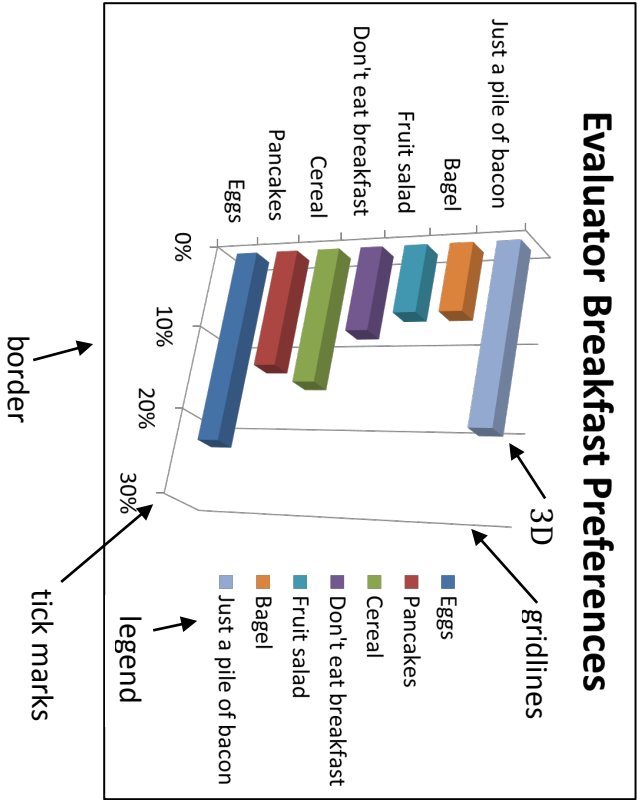 Evaluator Breakfast Preferences
Just a pile of bacon
Bagel
Fruit salad
Don't eat breakfast
Cereal
Pancakes
Eggs
0%
10%
20%
30%
3D
gridlines
Eggs
Pancakes
Cereal
Don't eat breakfast
Fruit salad
Bagel
Just a pile of bacon
legend
border
tick marks